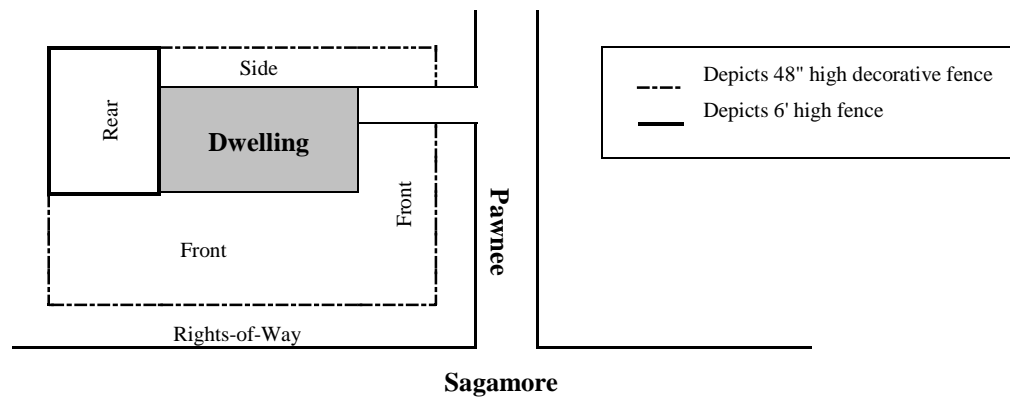 Side
Depicts 48" high decorative fence
Rear
Depicts 6' high fence
Dwelling
Front
Pawnee
Front
Rights-of-Way
Sagamore